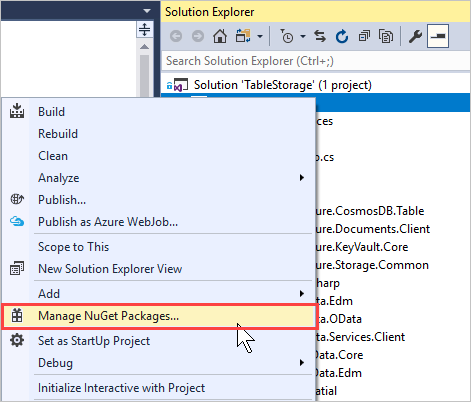 Solution Explorer
Search Solution Explorer (Ctrl+;)
Solution 'TableStorage' (1 project)
Build
Rebuild
Clean
Analyze
Publish...
Publish as Azure WebJob...
Scope to This
New Solution Explorer View
Add
Manage NuGet Packages...
Set as StartUp Project
Debug
Initialize Interactive with Project
ces
.cs
ure.CosmosDB.Table
ure.Documents.Client
ure.KeyVault.Core
ure.Storage.Common
harp
ata.Edm
ata.OData
ata.Services.Client
Data.Core
Data.Edm
patial